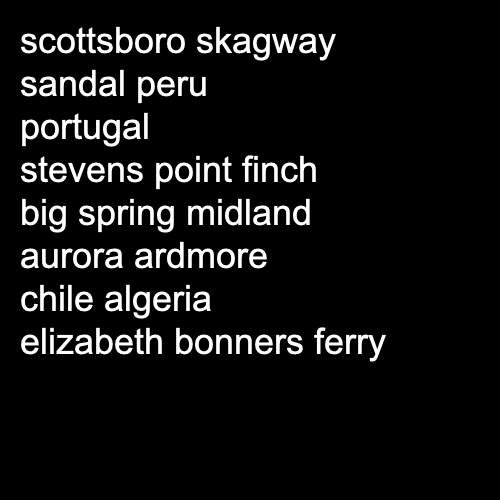 scottsboro skagway
sandal peru
portugal
stevens point finch
big spring midland
aurora ardmore
chile algeria
elizabeth bonners ferry